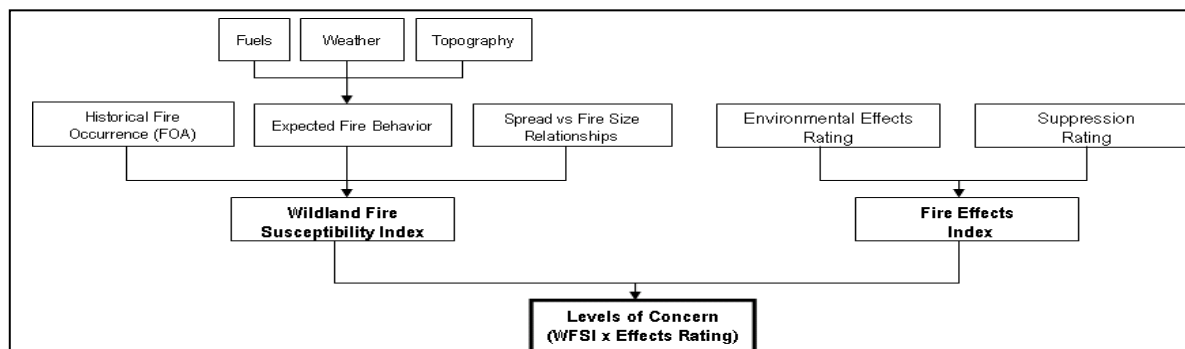 Fuels
Weather
Topography
Historical Fire
Occurrence (FOA)
Expected Fire Behavior
Spread vs Fire Size
Relationships
Environmental Effects
Rating
Suppression
Rating
Wildland Fire
Susceptibility Index
Fire Effects
Index
Levels of Concern
(WFSI x Effects Rating)